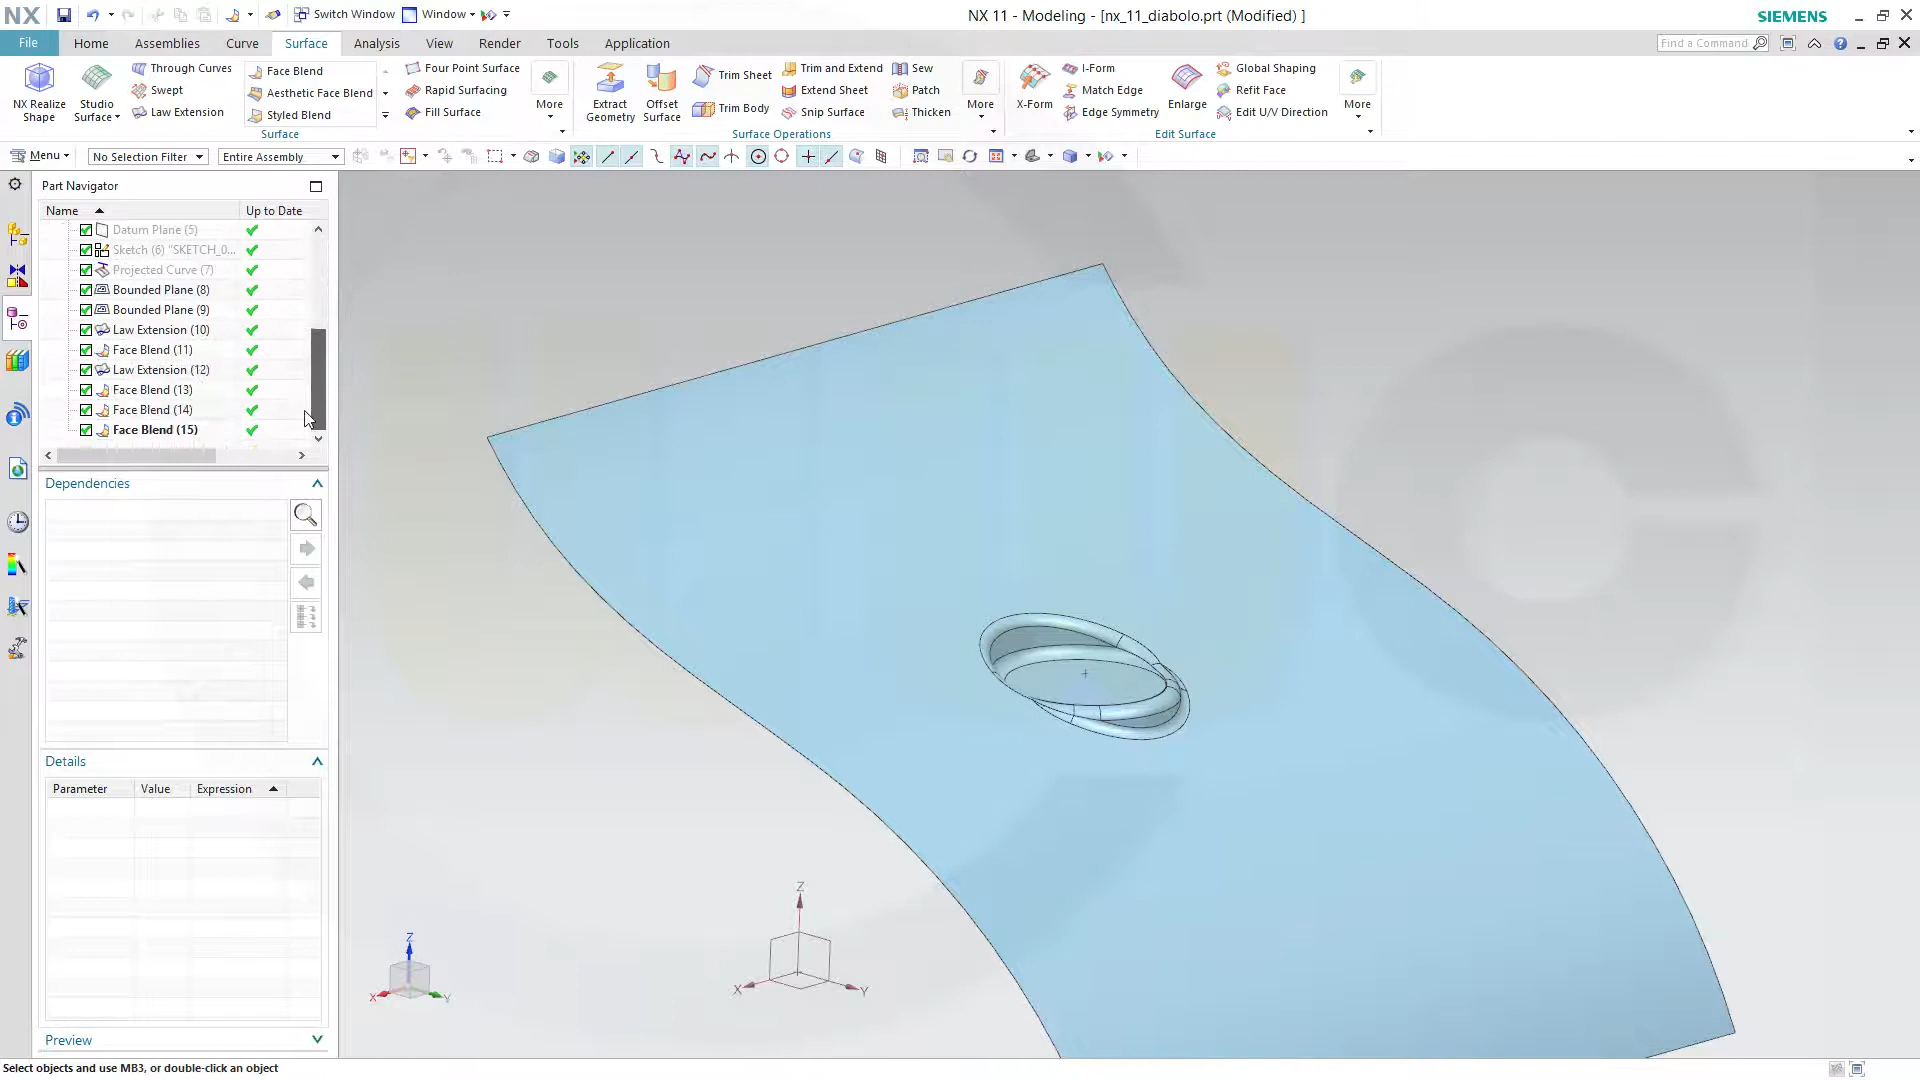 NX
Switch Window
Window
NX 11 - Modeling - [nx_11_diabolo.prt (Modified) ]
SIEMENS
File
Home
Assemblies
Curve
Surface
Analysis
View
Render
Tools
Application
Find a Command
NX Realize
Shape
Studio
Surface
Through Curves
Swept
Law Extension
Face Blend
Aesthetic Face Blend
Styled Blend
Four Point Surface
Rapid Surfacing
Fill Surface
More
Surface
Extract
Geometry
Offset
Surface
Trim Sheet
Trim Body
Trim and Extend
Extend Sheet
Snip Surface
Sew
Patch
Thicken
More
Surface Operations
X-Form
I-Form
Match Edge
Edge Symmetry
Enlarge
Global Shaping
Refit Face
Edit U/V Direction
More
Edit Surface
Menu
No Selection Filter
Entire Assembly
Part Navigator
Name
Up to Date
Datum Plane (5)
Sketch (6) "SKETCH_0...
Projected Curve (7)
Bounded Plane (8)
Bounded Plane (9)
Law Extension (10)
Face Blend (11)
Law Extension (12)
Face Blend (13)
Face Blend (14)
Face Blend (15)
Dependencies
Details
Parameter
Value
Expression
Preview
Z
X
Y
Z
X
Y
Select objects and use MB3, or double-click an object